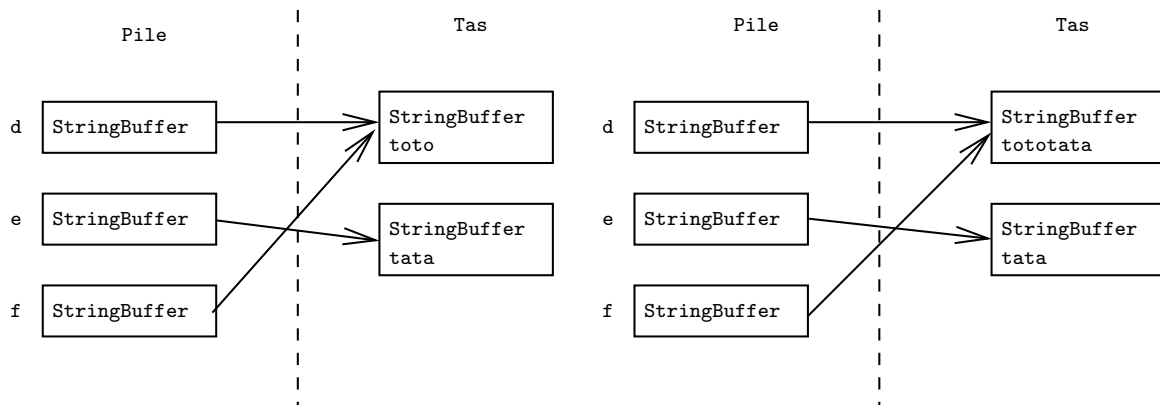 Pile
Tas
d
StringBuffer
StringBuffer
toto
e
StringBuffer
StringBuffer
tata
f
StringBuffer
Pile
Tas
d
StringBuffer
StringBuffer
tototata
e
StringBuffer
StringBuffer
tata
f
StringBuffer